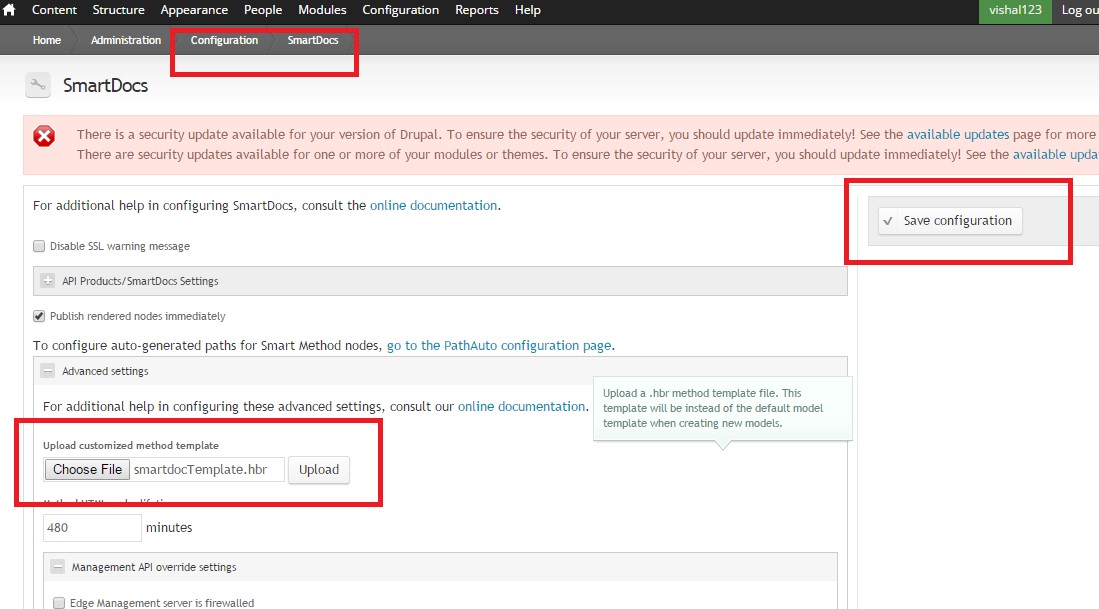 Content Structure Appearance People Modules Configuration Reports Help vishal123 Log ou
Home Administration Configuration SmartDocs
SmartDocs
There is a security update available for your version of Drupal. To ensure the security of your server, you should update immediately! See the available updates page for more
There are security updates available for one or more of your modules or themes. To ensure the security of your server, you should update immediately! See the available upda
For additional help in configuring SmartDocs, consult the online documentation.
Save configuration
Disable SSL warning message
API Products/SmartDocs Settings
Publish rendered nodes immediately
To configure auto-generated paths for Smart Method nodes, go to the PathAuto configuration page.
Advanced settings
Upload a .hbr method template file. This
template will be instead of the default model
template when creating new models.
For additional help in configuring these advanced settings, consult our online documentation.
Upload customized method template
Choose File smartdocTemplate.hbr Upload
480 minutes
Management API override settings
Edge Management server is firewalled